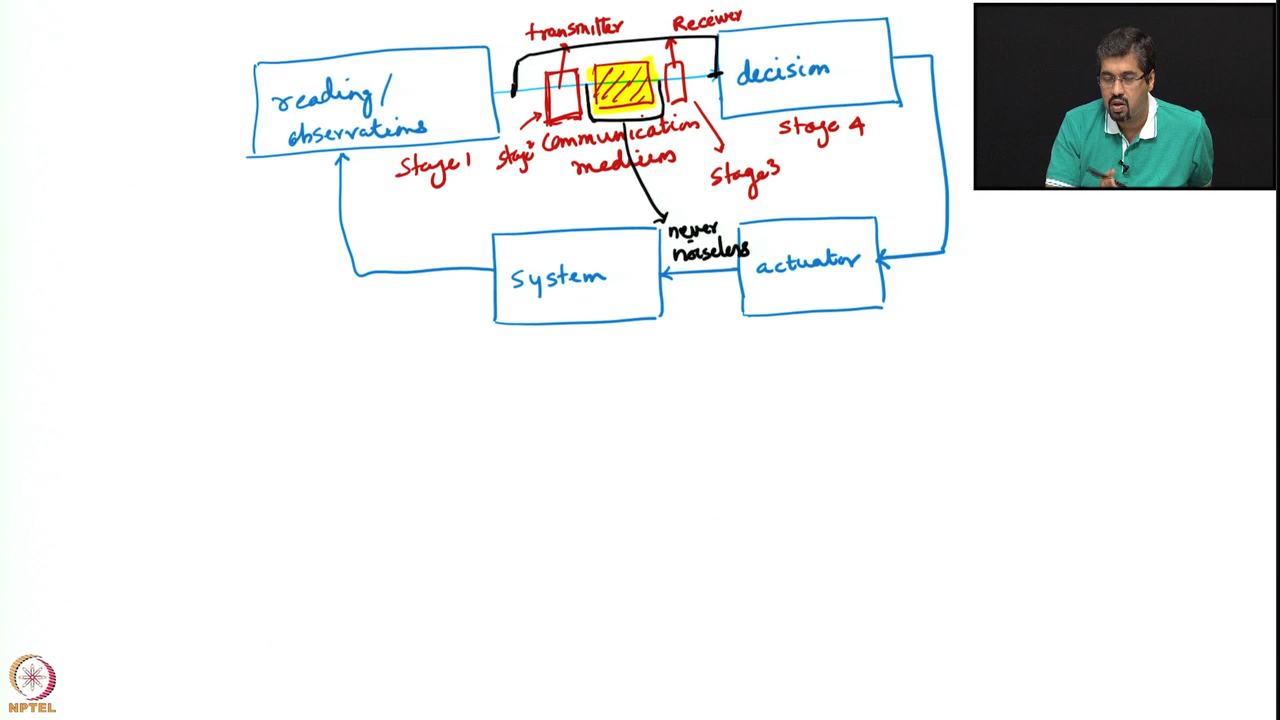 transmitter
Receiver
reading/
observations
decision
Stage 1
Stage 2
Communication
medium
Stage 3
Stage 4
never
noiseless
system
actuator
NPTEL